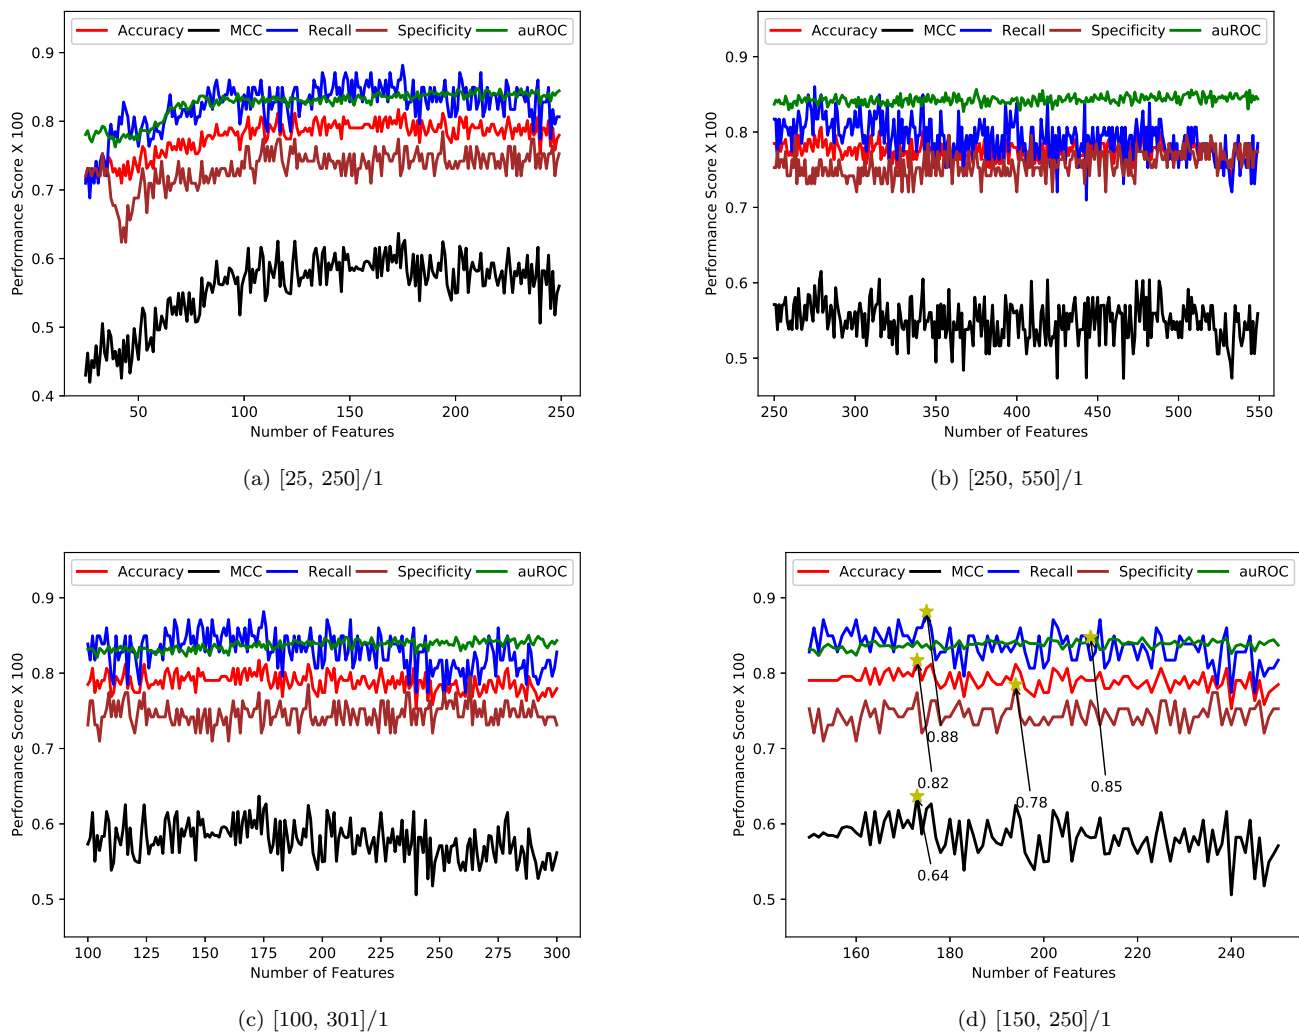 Accuracy MCC Recall Specificity auROC
0.9
0.8
0.7
0.6
0.5
0.4
Performance Score X 100
50 100 150 200 250
Number of Features
(a) [25, 250]/1
Accuracy MCC Recall Specificity auROC
0.9
0.8
0.7
0.6
0.5
Performance Score X 100
250 300 350 400 450 500 550
Number of Features
(b) [250, 550]/1
Accuracy MCC Recall Specificity auROC
0.9
0.8
0.7
0.6
0.5
Performance Score X 100
100 125 150 175 200 225 250 275 300
Number of Features
(c) [100, 301]/1
Accuracy MCC Recall Specificity auROC
0.9
0.8
0.7
0.6
0.5
Performance Score X 100
0.88
0.82
0.85
0.78
0.64
160 180 200 220 240
Number of Features
(d) [150, 250]/1